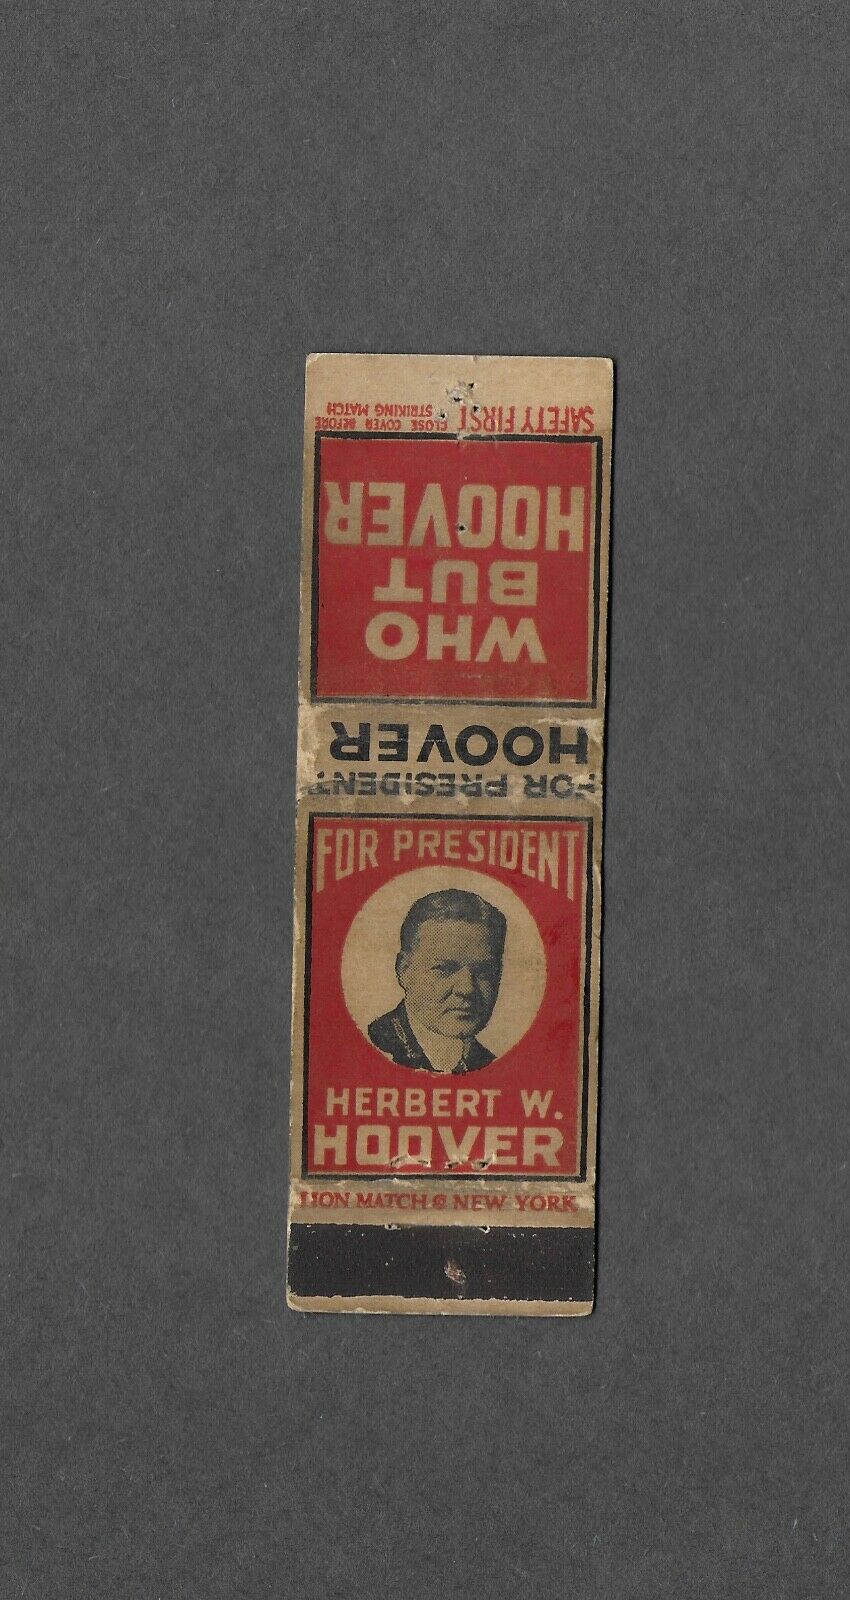 SAFETY FIRST CLOSE COVER BEFORE
STRIKING MATCH
WHO
BUT
HOOVER
FOR PRESIDENT
HOOVER
FOR PRESIDENT
HERBERT W.
HOOVER
LION MATCH @ NEW YORK